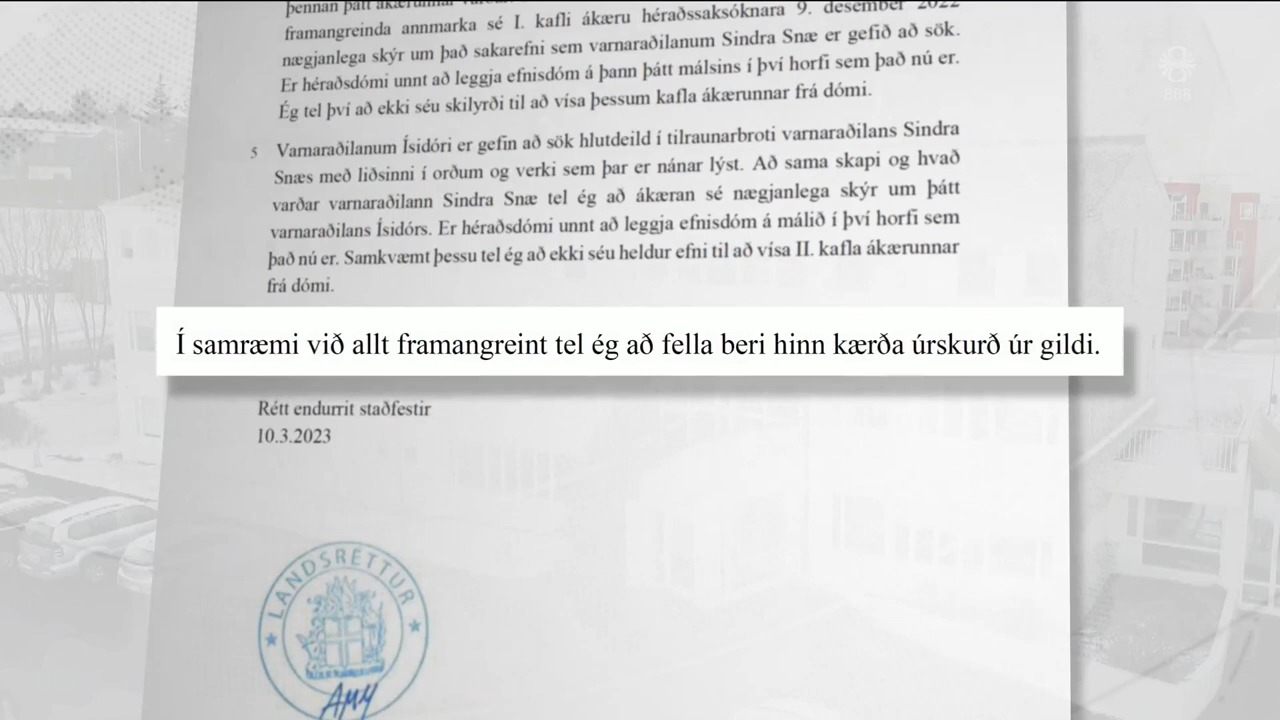 þennan þátt
framangreinda annmarka sé I. kafli ákæru héraðssaksóknara 9. desember 2022
nægjanlega skýr um það sakarefni sem varnaraðilanum Sindra Snæ er gefið að sök.
Er héraðsdómi unnt að leggja efnisdóm á þann þátt málsins í því horfi sem það nú er.
Ég tel því að ekki séu skilyrði til að vísa þessum kafla ákærunnar frá dómi.
5 Varnaraðilanum Ísidóri er gefin að sök hlutdeild í tilraunarbroti varnaraðilans Sindra
Snæs með liðsinni í orðum og verki sem þar er nánar lýst. Að sama skapi og hvað
varðar varnaraðilann Sindra Snæ tel ég að ákæran sé nægjanlega skýr um þátt
varnaraðilans Ísidórs. Er héraðsdómi unnt að leggja efnisdóm á málið í því horfi sem
það nú er. Samkvæmt þessu tel ég að ekki séu heldur efni til að vísa II. kafla ákærunnar
frá dómi.
Í samræmi við allt framangreint tel ég að fella beri hinn kærða úrskurð úr gildi.
Rétt endurrit staðfestir
10.3.2023
LANDSRÉTTUR